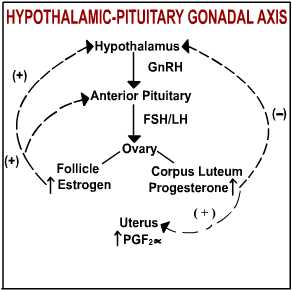 HYPOTHALAMIC-PITUITARY GONADAL AXIS
Hypothalamus
(+)
GnRH
Anterior Pituitary
(−)
FSH/LH
Ovary
(+)
Follicle
↑ Estrogen
Corpus Luteum
Progesterone ↑
(+)
Uterus
↑ PGF₂∝